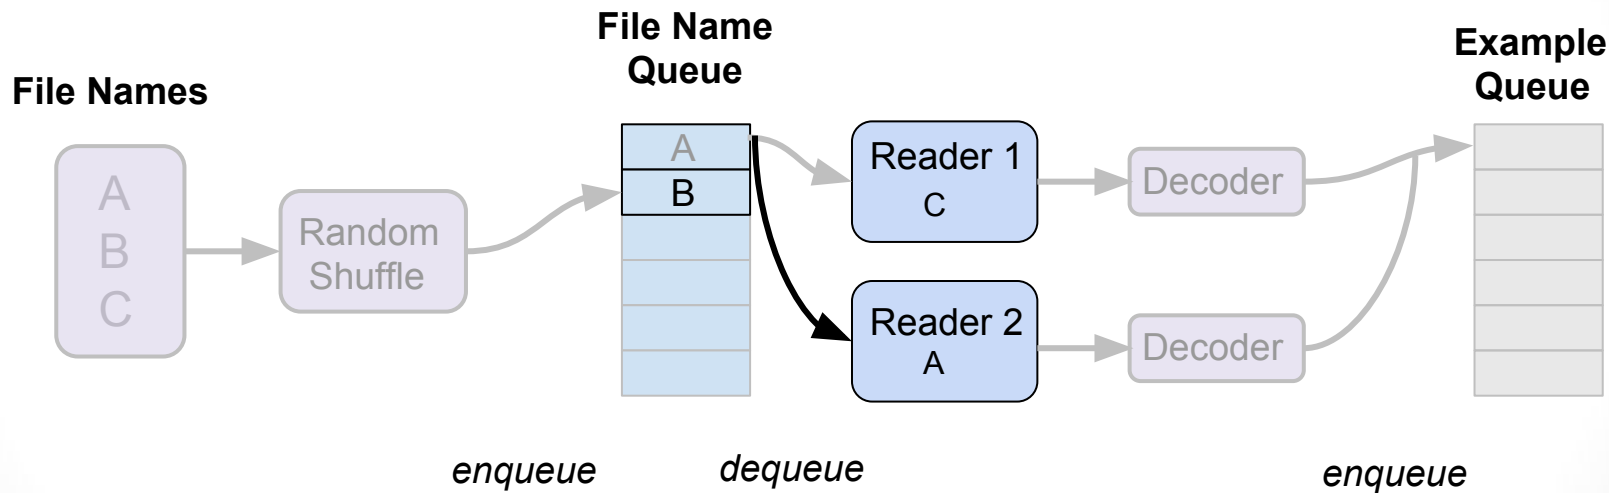 File Names
A
B
C
Random
Shuffle
File Name
Queue
A
B
Reader 1
C
Reader 2
A
Decoder
Decoder
Example
Queue
enqueue
dequeue
enqueue